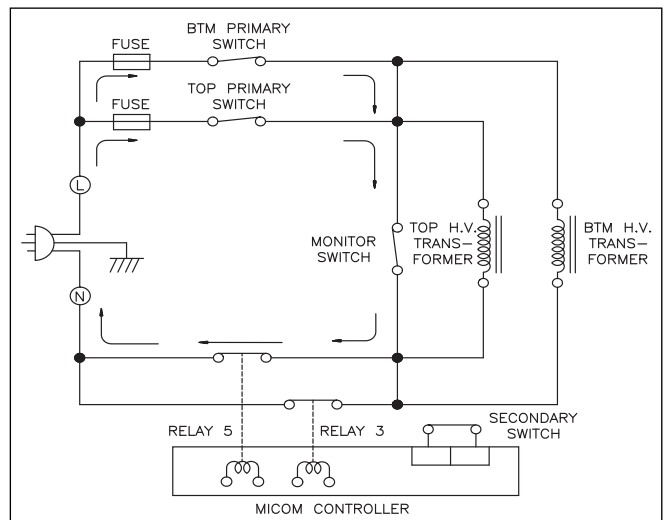 BTM PRIMARY
SWITCH
FUSE
TOP PRIMARY
SWITCH
FUSE
L
MONITOR
SWITCH
TOP H.V.
TRANS-
FORMER
BTM H.V.
TRANS-
FORMER
N
SECONDARY
SWITCH
RELAY 5
RELAY 3
MICOM CONTROLLER